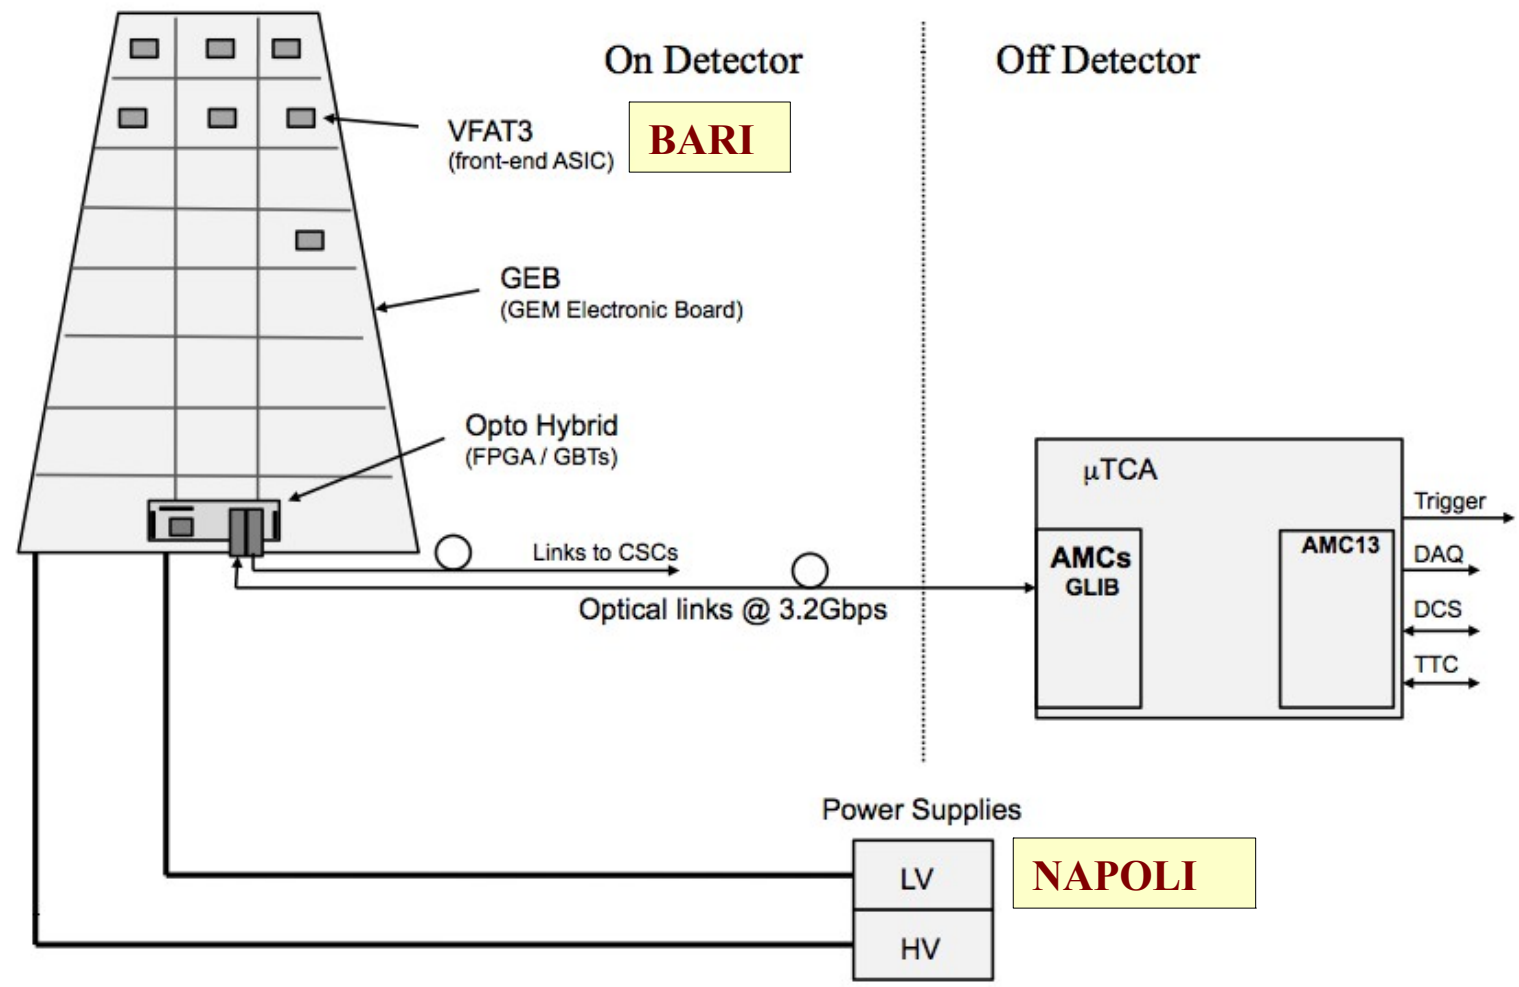 On Detector
Off Detector
VFAT3
(front-end ASIC)
BARI
GEB
(GEM Electronic Board)
Opto Hybrid
(FPGA / GBTs)
Links to CSCs
Optical links @ 3.2Gbps
μTCA
AMCs
GLIB
AMC13
Trigger
DAQ
DCS
TTC
Power Supplies
LV
NAPOLI
HV